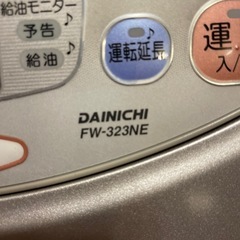 給油モニター
予告
給油
運転延長
運
入/
DAINICHI
FW-323NE